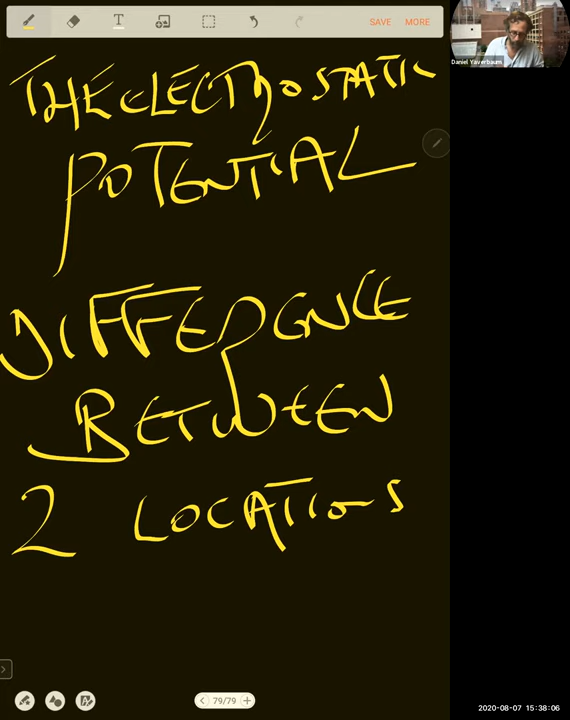 SAVE MORE
Daniel Yaverbaum
THE ELECTROSTATIC
POTENTIAL
DIFFERENCE
BETWEEN
2 LOCATIONS
79/79
2020-08-07 15:38:06